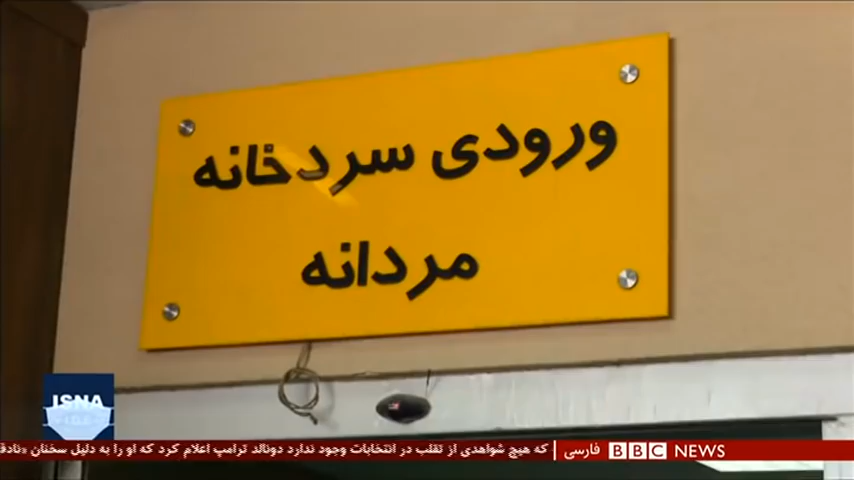 ورودی سردخانه
مردانه
ISNA
که هیچ شواهدی از تقلب در انتخابات وجود ندارد دونالد ترامپ اعلام کرد که او را به دلیل سخنان
BBC NEWS فارسی